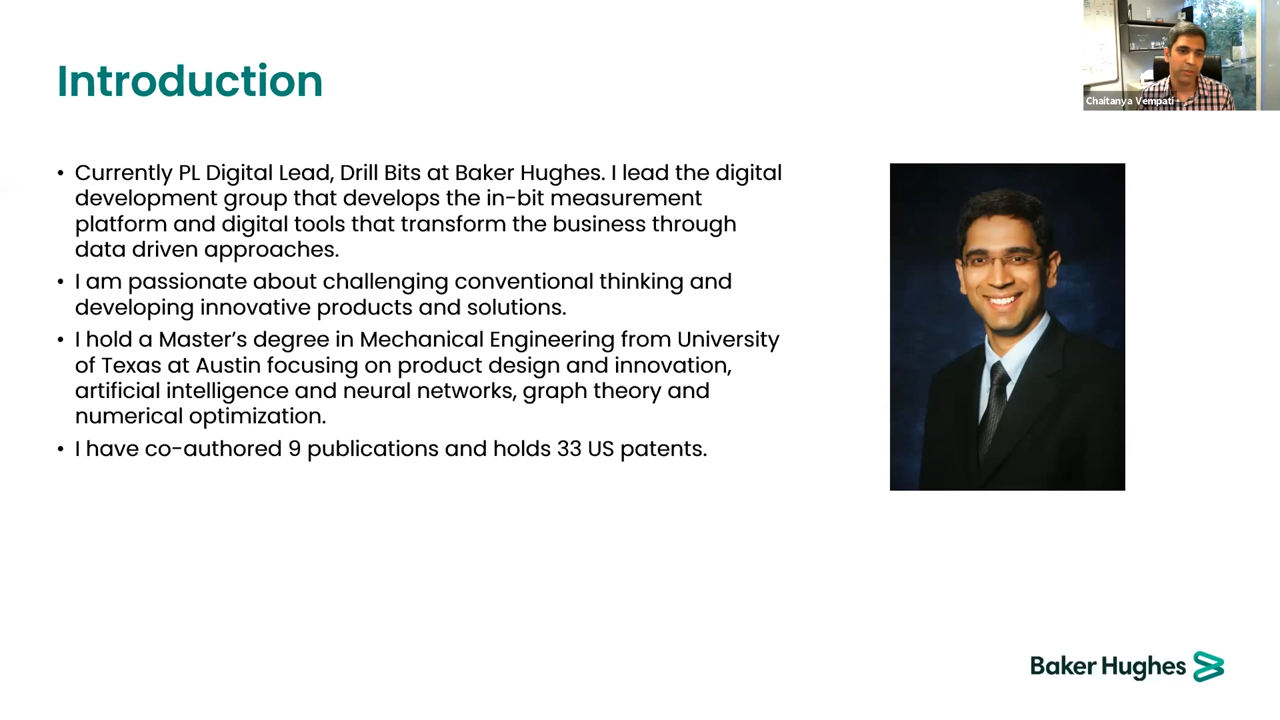 Introduction
Chaitanya Vempati
• Currently PL Digital Lead, Drill Bits at Baker Hughes. I lead the digital
development group that develops the in-bit measurement
platform and digital tools that transform the business through
data driven approaches.
• I am passionate about challenging conventional thinking and
developing innovative products and solutions.
• I hold a Master’s degree in Mechanical Engineering from University
of Texas at Austin focusing on product design and innovation,
artificial intelligence and neural networks, graph theory and
numerical optimization.
• I have co-authored 9 publications and holds 33 US patents.
Baker Hughes